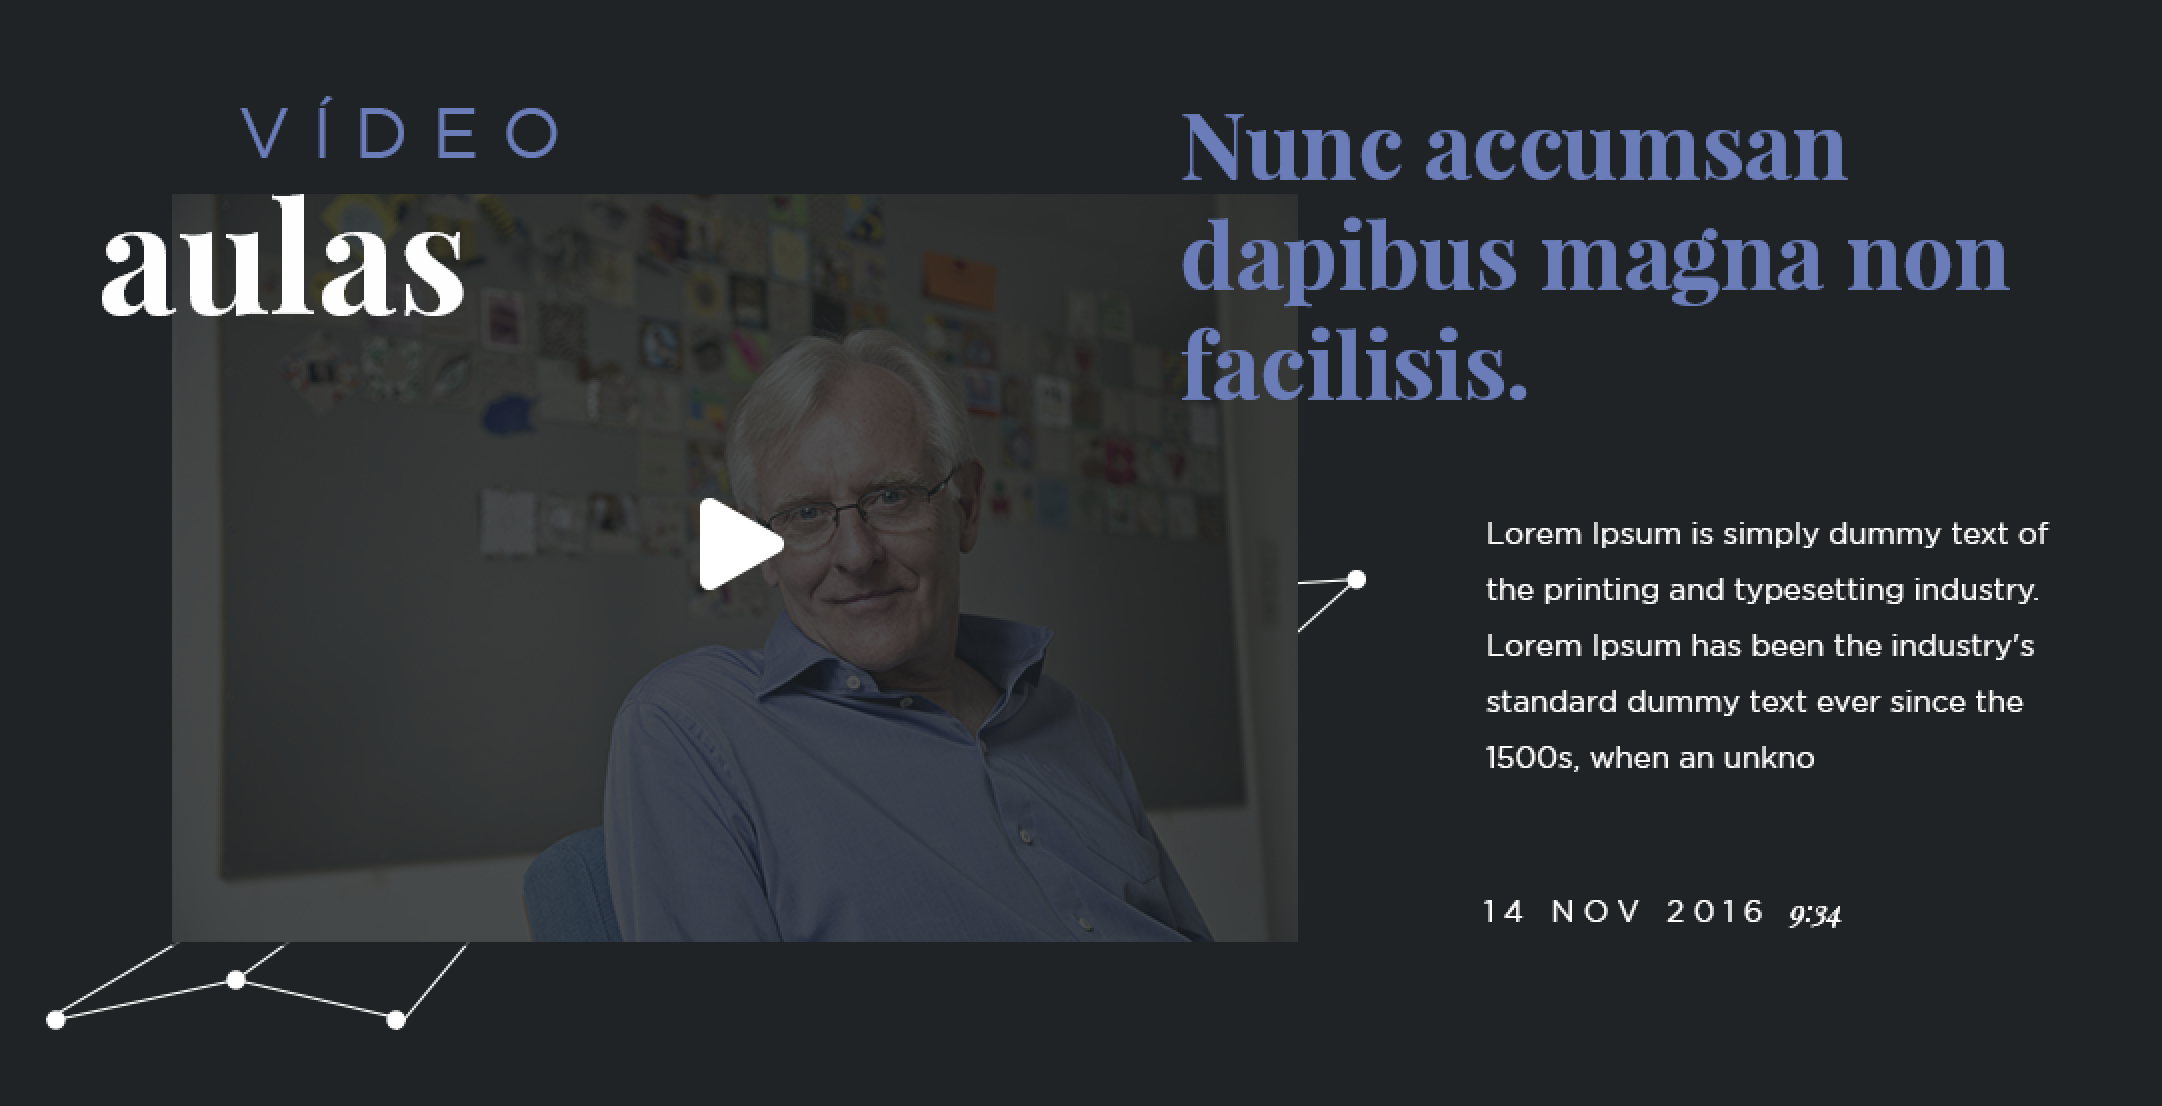 VÍDEO
aulas
Nunc accumsan
dapibus magna non
facilisis.
Lorem Ipsum is simply dummy text of
the printing and typesetting industry.
Lorem Ipsum has been the industry's
standard dummy text ever since the
1500s, when an unkno
14 NOV 2016 9:34